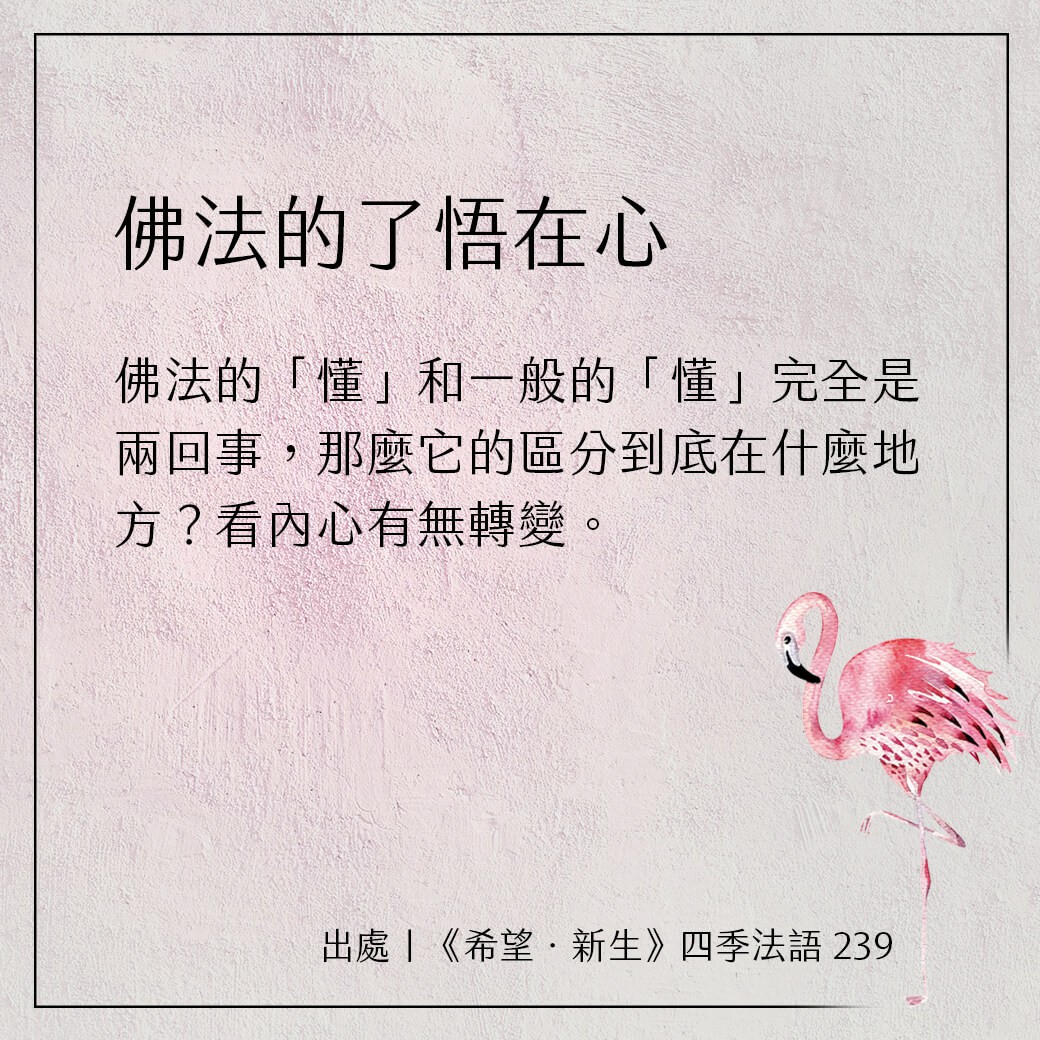 佛法的了悟在心
佛法的「懂」和一般的「懂」完全是
兩回事，那麼它的區分到底在什麼地
方？看內心有無轉變。
出處｜《希望．新生》四季法語 239